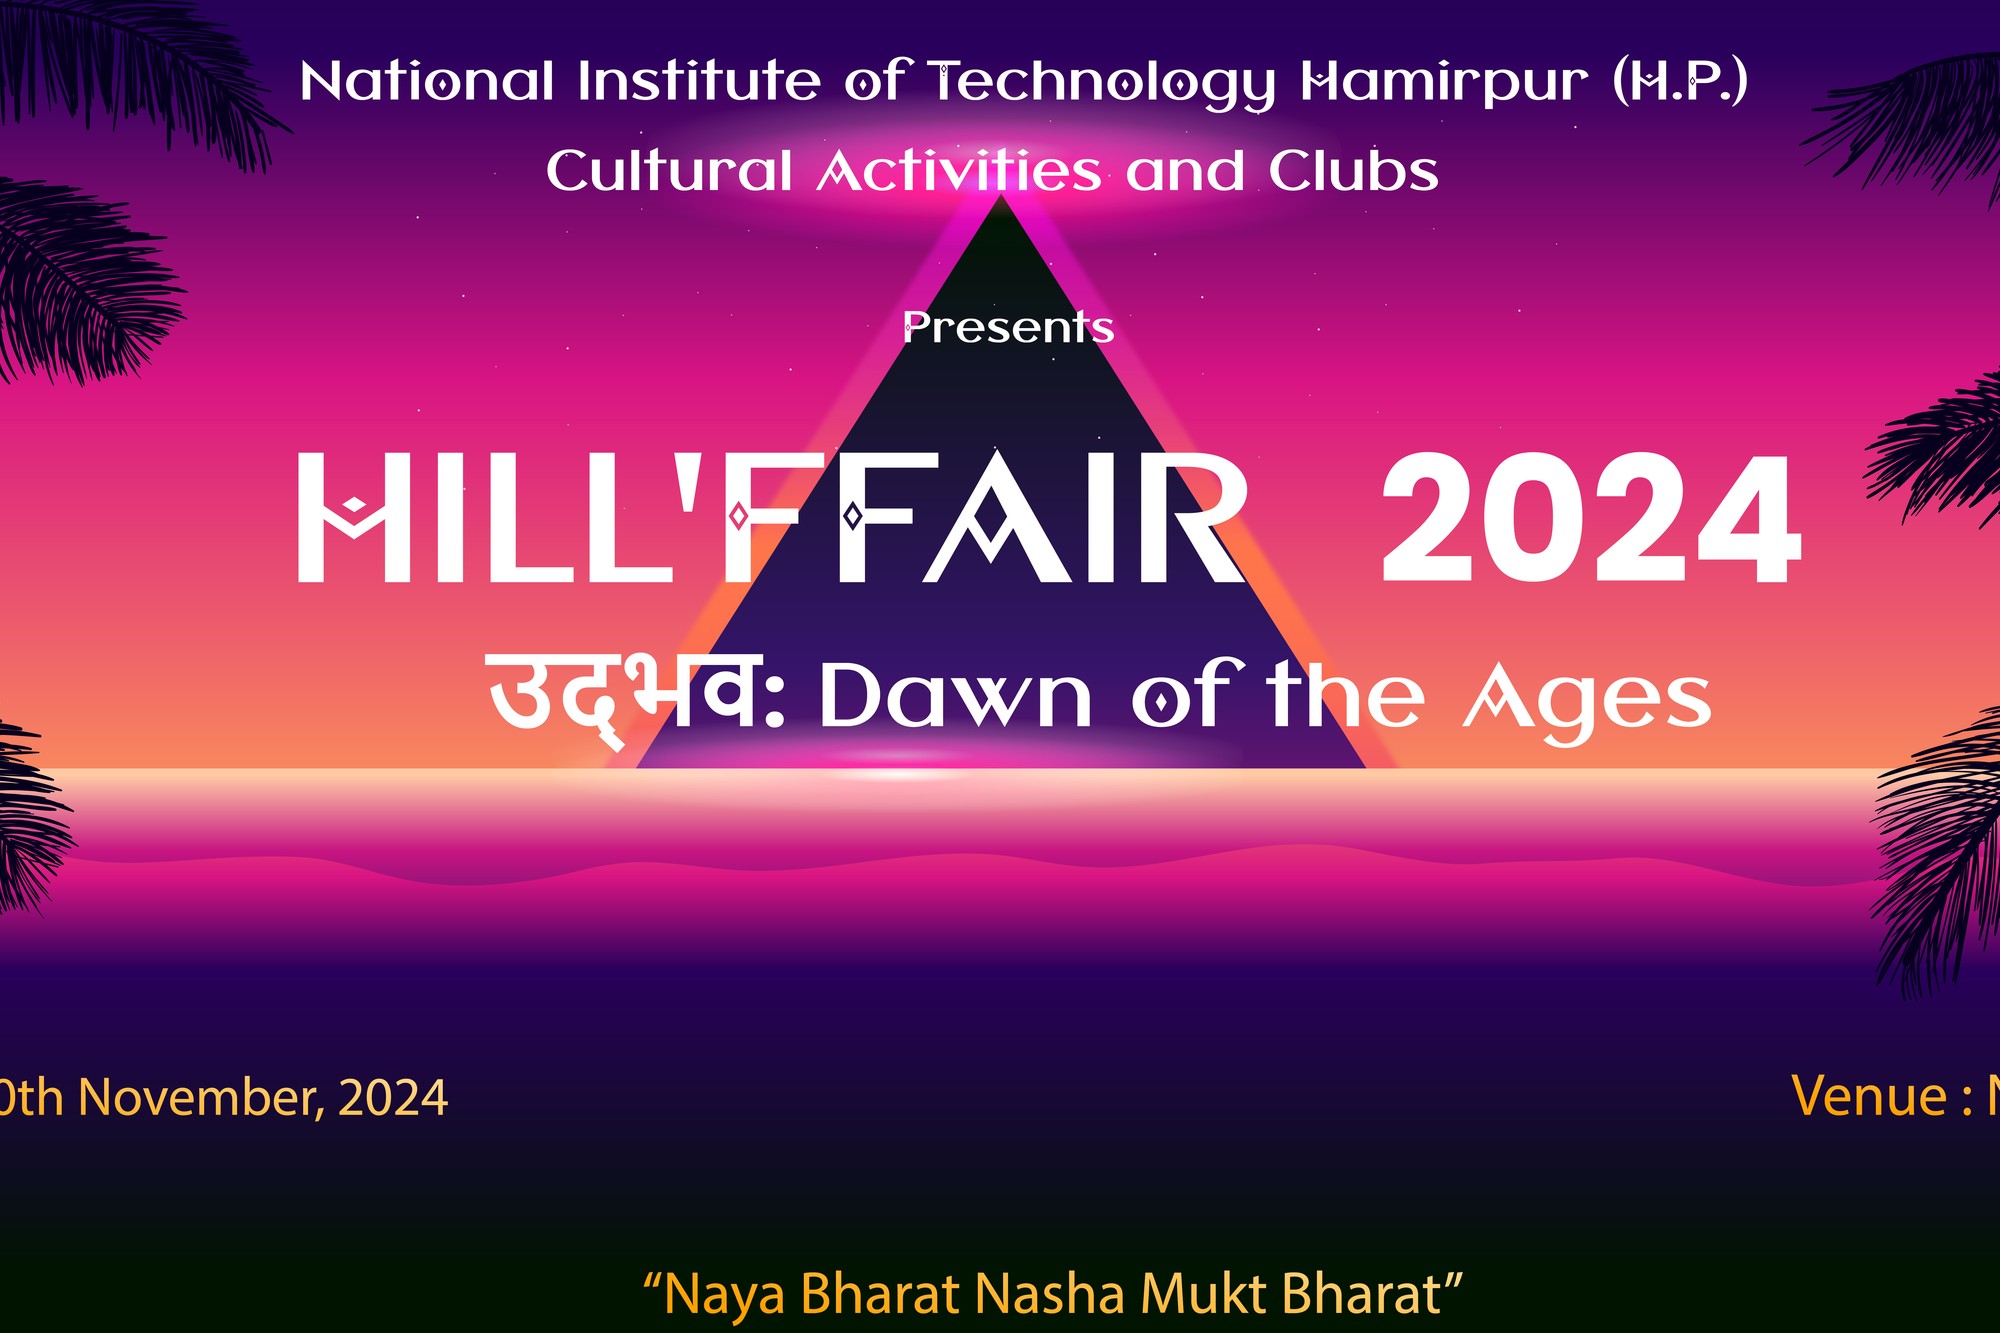 National Institute of Technology Hamirpur (H.P.)
Cultural Activities and Clubs
Presents
HILL'FFAIR 2024
उद्‌भव: Dawn of the Ages
0th November, 2024
Venue : N
“Naya Bharat Nasha Mukt Bharat”